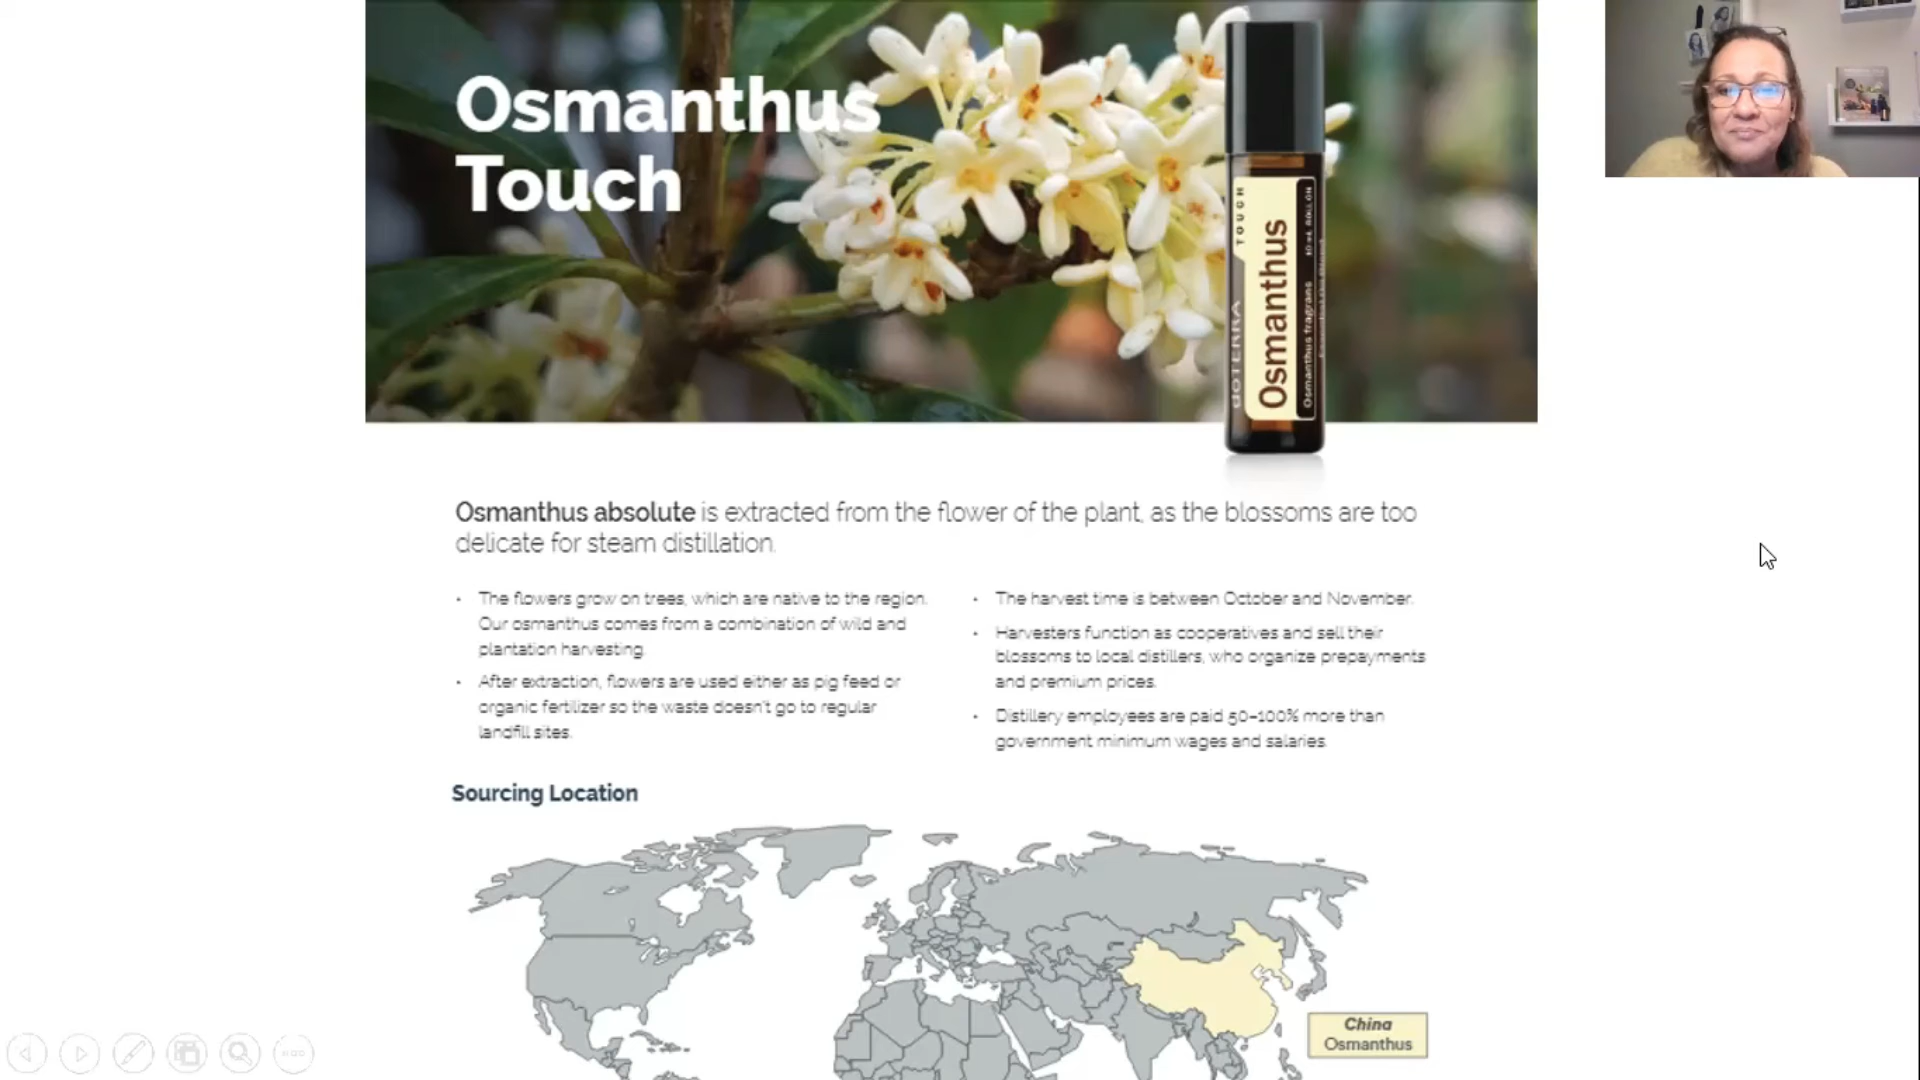 Osmanthus
Touch
TOUCH
dōTERRA
Osmanthus
Osmanthus fragrans
10 mL ROLL ON
Osmanthus absolute is extracted from the flower of the plant, as the blossoms are too
delicate for steam distillation.
• The flowers grow on trees, which are native to the region.
Our osmanthus comes from a combination of wild and
plantation harvesting.
• After extraction, flowers are used either as pig feed or
organic fertilizer so the waste doesn't go to regular
landfill sites.
• The harvest time is between October and November.
• Harvesters function as cooperatives and sell their
blossoms to local distillers, who organize prepayments
and premium prices.
• Distillery employees are paid 50–100% more than
government minimum wages and salaries.
Sourcing Location
China
Osmanthus